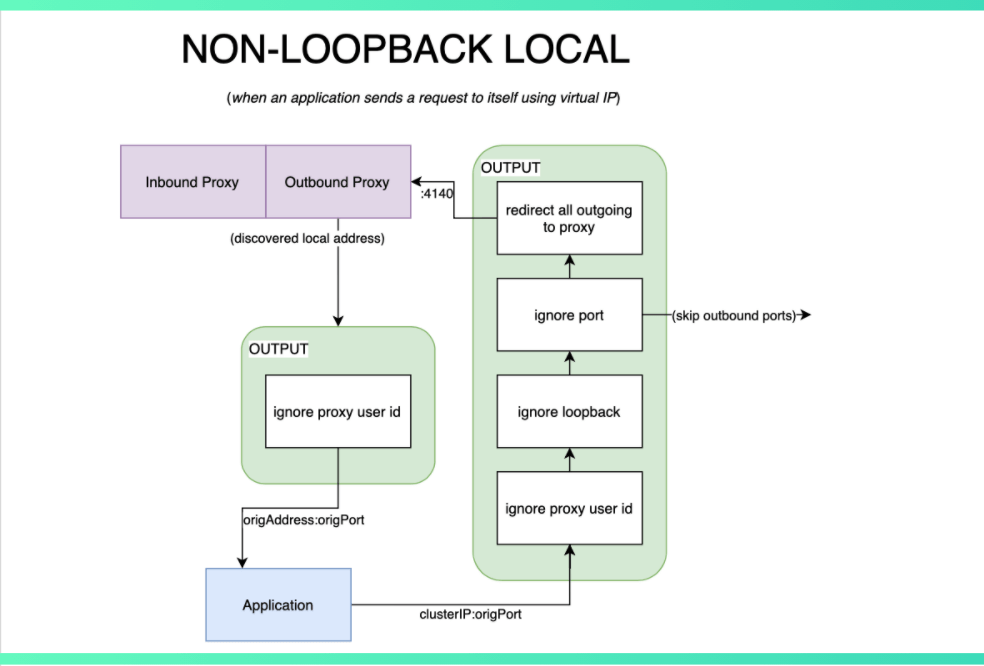 NON-LOOPBACK LOCAL
(when an application sends a request to itself using virtual IP)
Inbound Proxy
Outbound Proxy
:4140
(discovered local address)
OUTPUT
redirect all outgoing
to proxy
ignore port
(skip outbound ports)
ignore loopback
ignore proxy user id
OUTPUT
ignore proxy user id
origAddress:origPort
Application
clusterIP:origPort